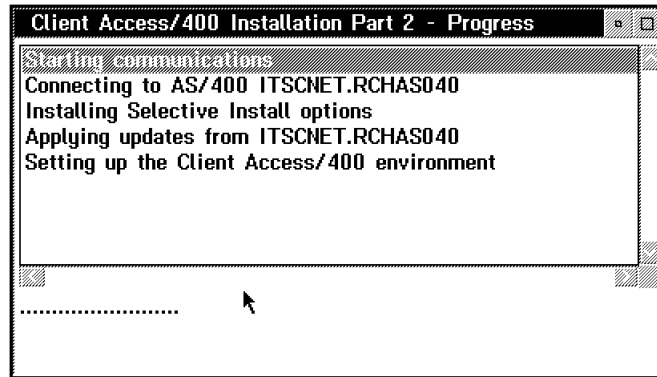 Client Access/400 Installation Part 2 - Progress
Starting communications
Connecting to AS/400 ITSCNET.RCHAS040
Installing Selective Install options
Applying updates from ITSCNET.RCHAS040
Setting up the Client Access/400 environment
.........................